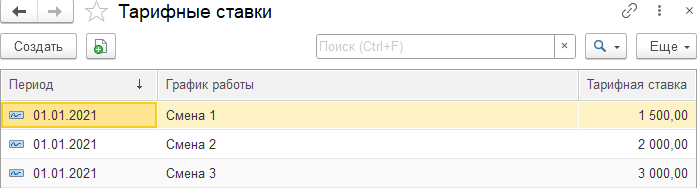 Тарифные ставки
Создать
Поиск (Ctrl+F)
×
Еще
Период ↓ График работы Тарифная ставка
01.01.2021 Смена 1 1 500,00
01.01.2021 Смена 2 2 000,00
01.01.2021 Смена 3 3 000,00